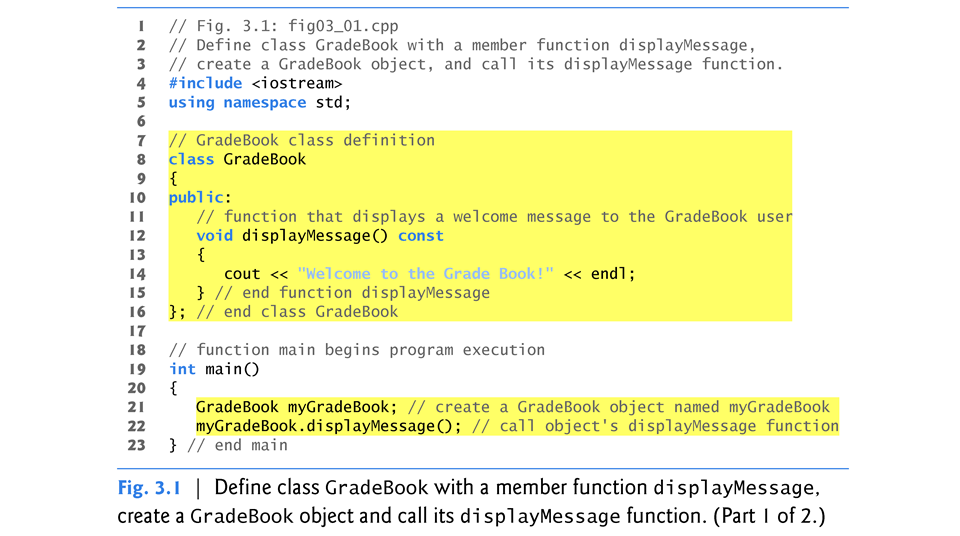 1 // Fig. 3.1: fig03_01.cpp
2 // Define class GradeBook with a member function displayMessage,
3 // create a GradeBook object, and call its displayMessage function.
4 #include <iostream>
5 using namespace std;
6
7 // GradeBook class definition
8 class GradeBook
9 {
10 public:
11 // function that displays a welcome message to the GradeBook user
12 void displayMessage() const
13 {
14 cout << "Welcome to the Grade Book!" << endl;
15 } // end function displayMessage
16 }; // end class GradeBook
17
18 // function main begins program execution
19 int main()
20 {
21 GradeBook myGradeBook; // create a GradeBook object named myGradeBook
22 myGradeBook.displayMessage(); // call object's displayMessage function
23 } // end main
Fig. 3.1 | Define class GradeBook with a member function displayMessage,
create a GradeBook object and call its displayMessage function. (Part 1 of 2.)